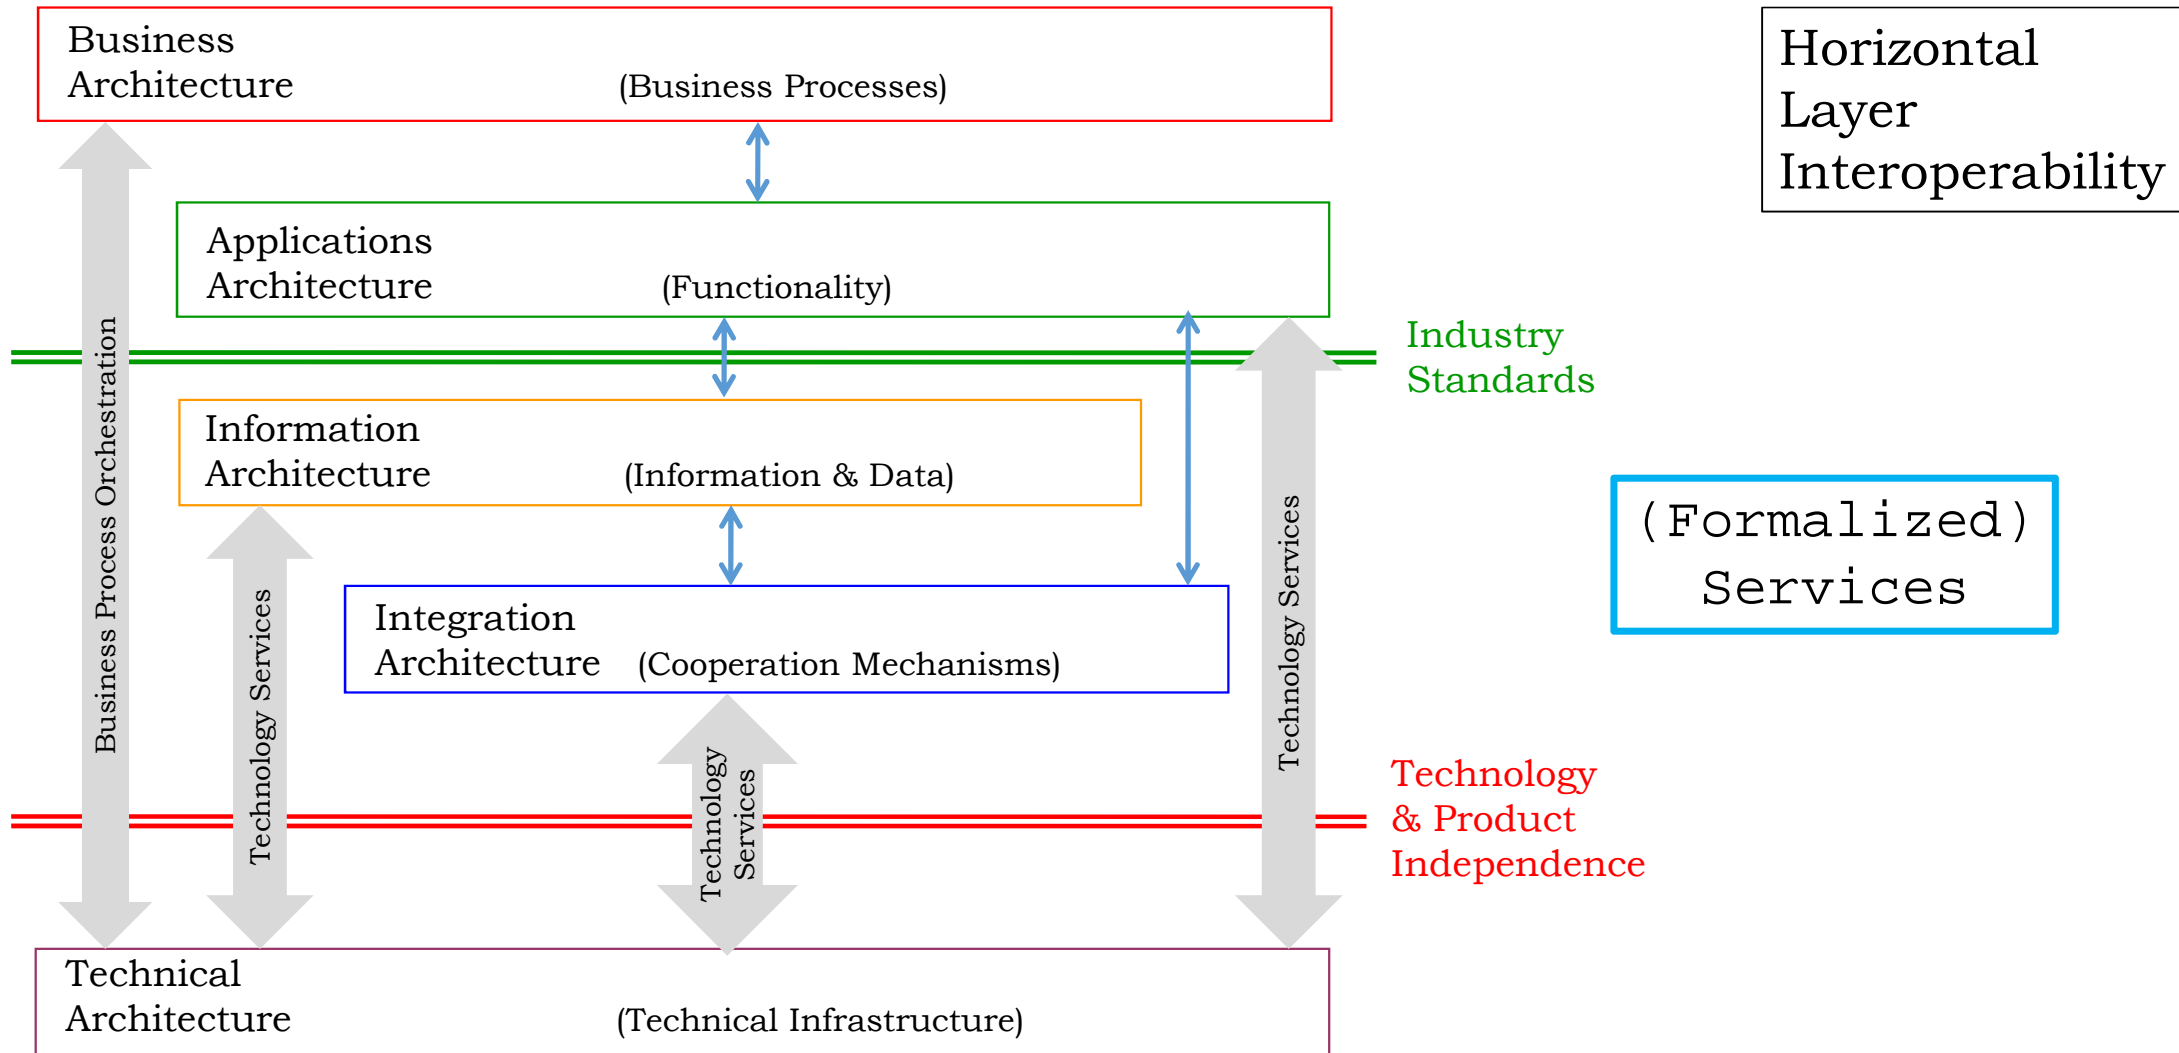 Business
Architecture (Business Processes)
Horizontal
Layer
Interoperability
Applications
Architecture (Functionality)
Industry
Standards
Information
Architecture (Information & Data)
(Formalized)
Services
Integration
Architecture (Cooperation Mechanisms)
Business Process Orchestration
Technology Services
Technology
Services
Technology Services
Technology
& Product
Independence
Technical
Architecture (Technical Infrastructure)